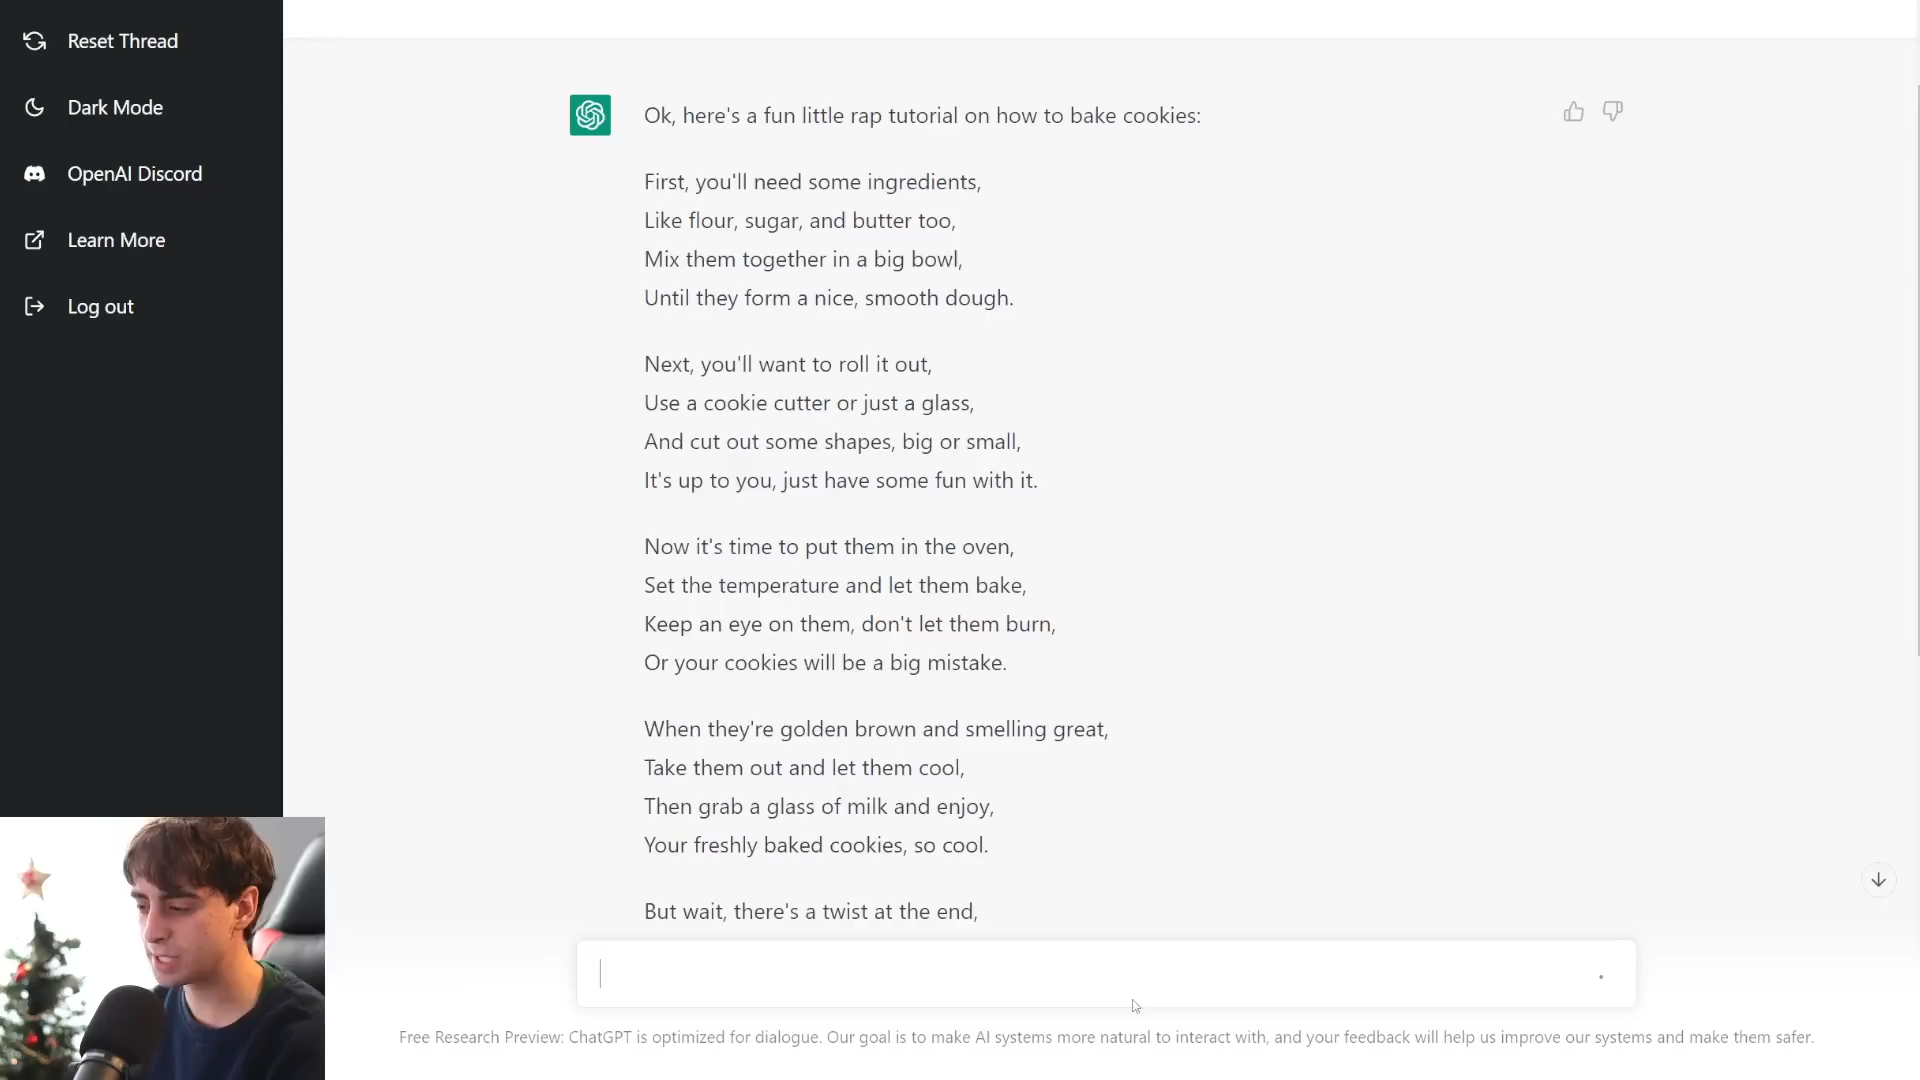 Reset Thread
Dark Mode
OpenAI Discord
Learn More
Log out
Ok, here's a fun little rap tutorial on how to bake cookies:
First, you'll need some ingredients,
Like flour, sugar, and butter too,
Mix them together in a big bowl,
Until they form a nice, smooth dough.
Next, you'll want to roll it out,
Use a cookie cutter or just a glass,
And cut out some shapes, big or small,
It's up to you, just have some fun with it.
Now it's time to put them in the oven,
Set the temperature and let them bake,
Keep an eye on them, don't let them burn,
Or your cookies will be a big mistake.
When they're golden brown and smelling great,
Take them out and let them cool,
Then grab a glass of milk and enjoy,
Your freshly baked cookies, so cool.
But wait, there's a twist at the end,
Free Research Preview: ChatGPT is optimized for dialogue. Our goal is to make AI systems more natural to interact with, and your feedback will help us improve our systems and make them safer.